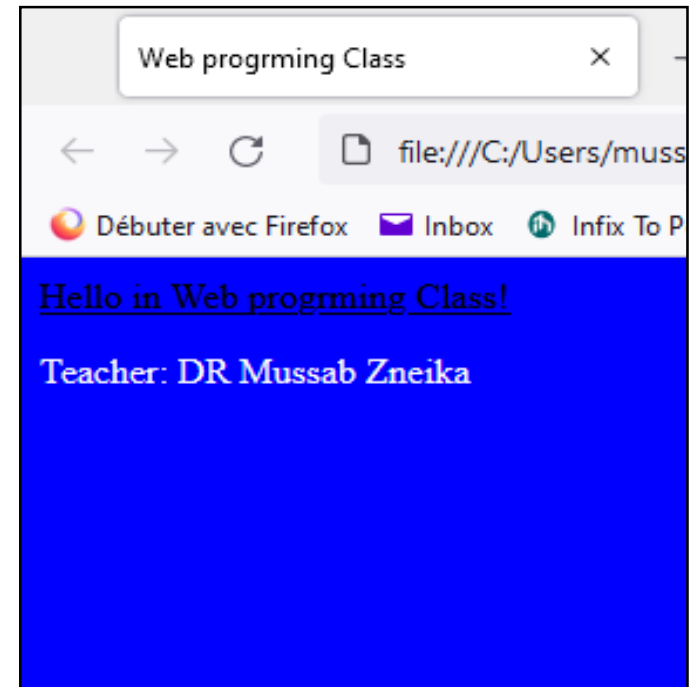 Web progrming Class
file:///C:/Users/muss
Débuter avec Firefox Inbox Infix To P
Hello in Web progrming Class!
Teacher: DR Mussab Zneika